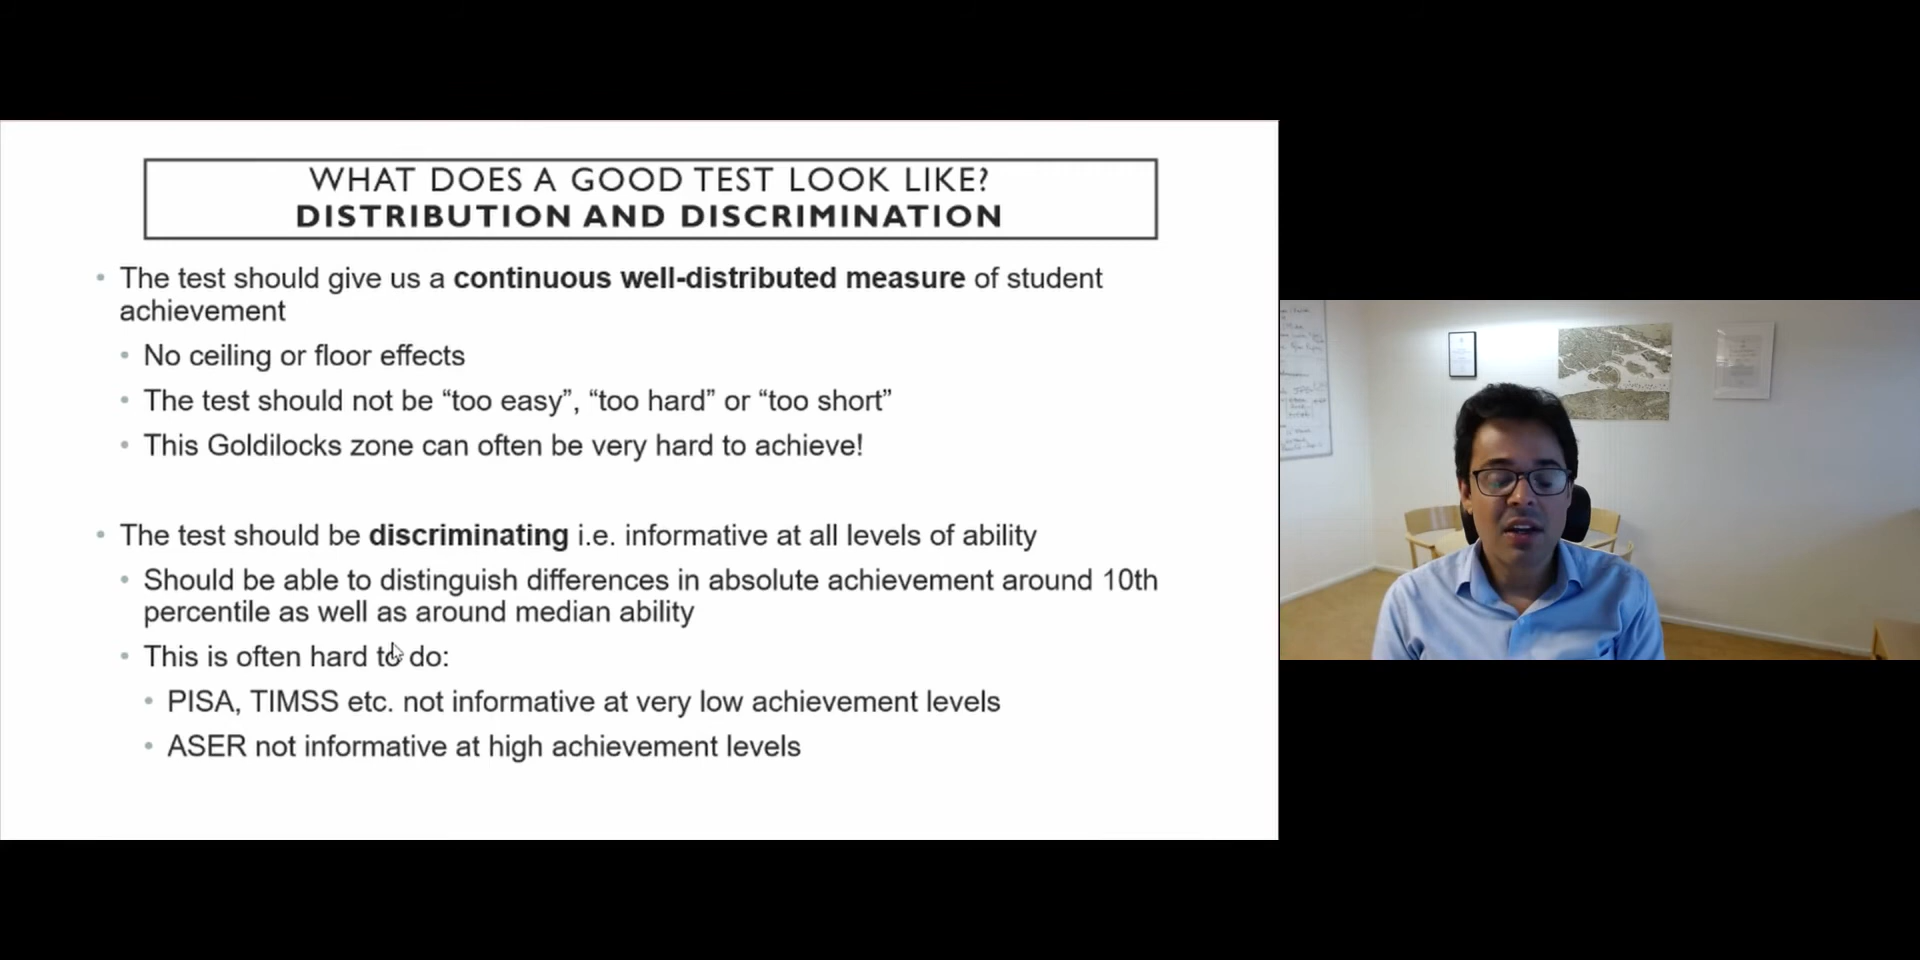 WHAT DOES A GOOD TEST LOOK LIKE?
DISTRIBUTION AND DISCRIMINATION
• The test should give us a continuous well-distributed measure of student
achievement
• No ceiling or floor effects
• The test should not be “too easy”, “too hard” or “too short”
• This Goldilocks zone can often be very hard to achieve!
• The test should be discriminating i.e. informative at all levels of ability
• Should be able to distinguish differences in absolute achievement around 10th
percentile as well as around median ability
• This is often hard to do:
• PISA, TIMSS etc. not informative at very low achievement levels
• ASER not informative at high achievement levels